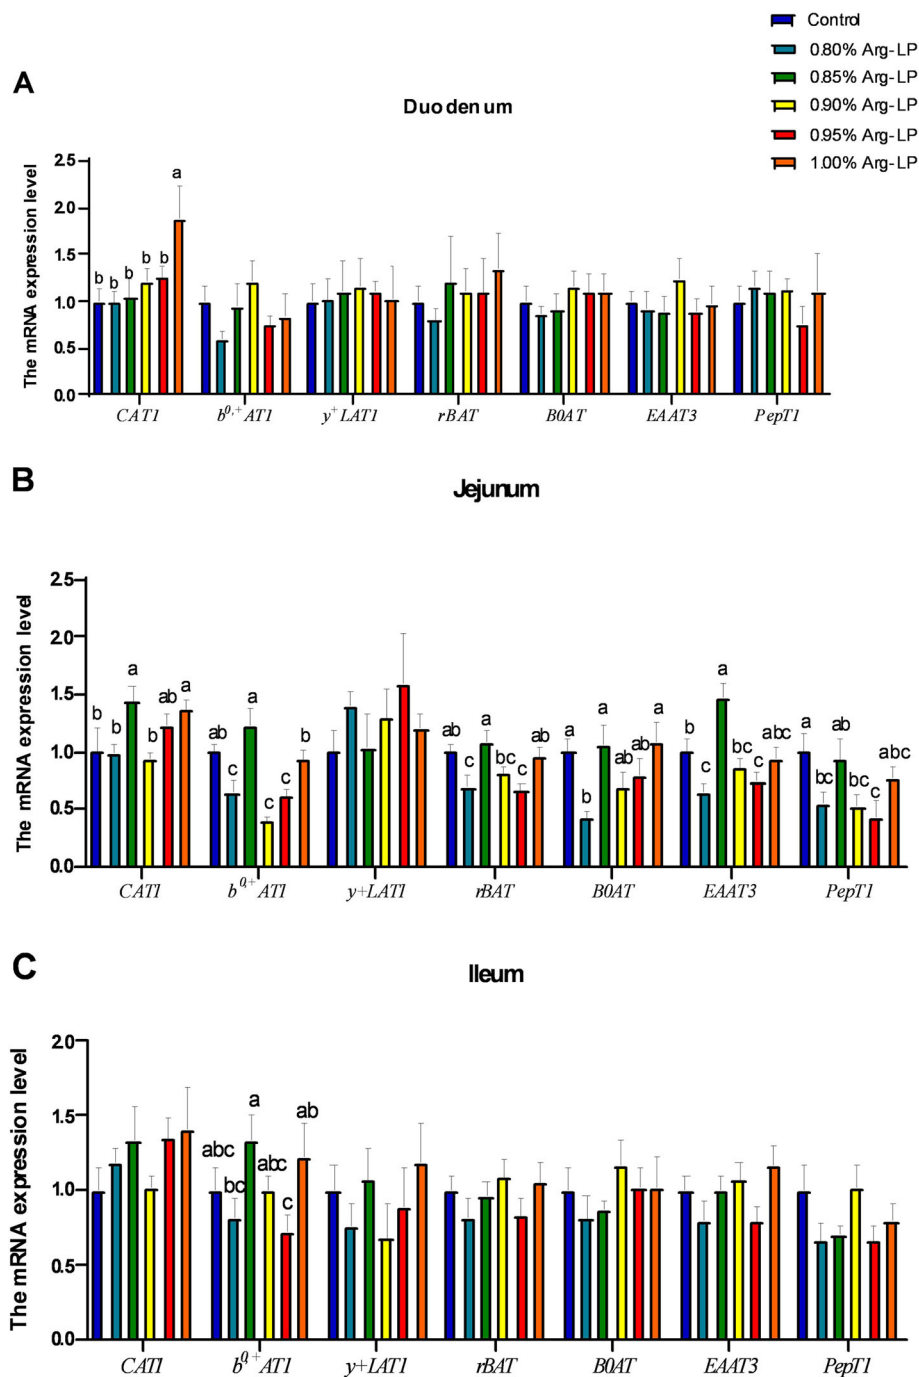 Control
0.80% Arg-LP
0.85% Arg-LP
0.90% Arg-LP
0.95% Arg-LP
1.00% Arg-LP
A
Duodenum
The mRNA expression level
2.5
2.0
1.5
1.0
0.5
0.0
b b b b b a
CAT1 b⁰,⁺ AT1 y⁺ LAT1 rBAT B0AT EAAT3 PepT1
B
Jejunum
The mRNA expression level
2.5
2.0
1.5
1.0
0.5
0.0
b b a b ab a
ab c a c c b
ab c a bc c ab
a b a ab ab a
b c a bc c abc
a bc ab bc c abc
CAT1 b⁰,⁺ AT1 y+LAT1 rBAT B0AT EAAT3 PepT1
C
Ileum
The mRNA expression level
2.0
1.5
1.0
0.5
0.0
abc bc a abc c ab
CAT1 b⁰,⁺ AT1 y+LAT1 rBAT B0AT EAAT3 PepT1